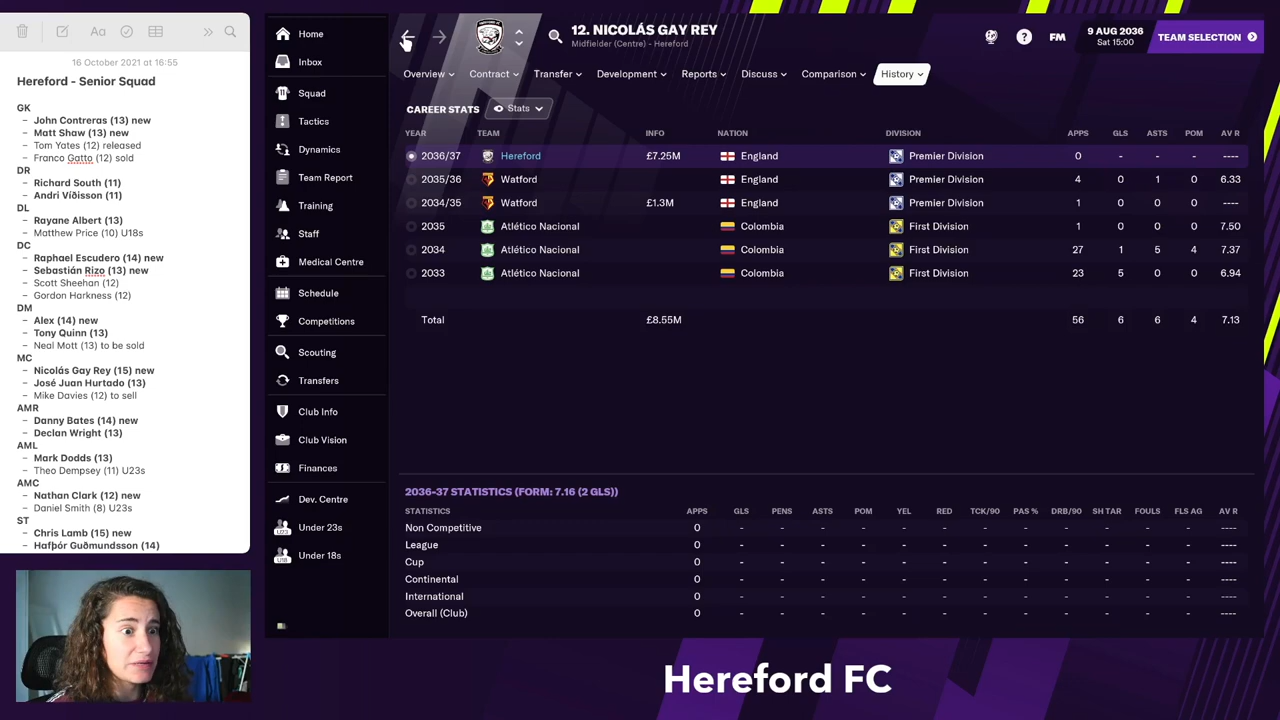 16 October 2021 at 16:55
Hereford - Senior Squad
GK
– John Contreras (13) new
– Matt Shaw (13) new
– Tom Yates (12) released
– Franco Gatto (12) sold
DR
– Richard South (11)
– Andri Víðisson (11)
DL
– Rayane Albert (13)
– Matthew Price (10) U18s
DC
– Raphael Escudero (14) new
– Sebastián Rizo (13) new
– Scott Sheehan (12)
– Gordon Harkness (12)
DM
– Alex (14) new
– Tony Quinn (13)
– Neal Mott (13) to be sold
MC
– Nicolás Gay Rey (15) new
– José Juan Hurtado (13)
– Mike Davies (12) to sell
AMR
– Danny Bates (14) new
– Declan Wright (13)
AML
– Mark Dodds (13)
– Theo Dempsey (11) U23s
AMC
– Nathan Clark (12) new
– Daniel Smith (8) U23s
ST
– Chris Lamb (15) new
– Hafþór Guðmundsson (14)
Home
Inbox
Squad
Tactics
Dynamics
Team Report
Training
Staff
Medical Centre
Schedule
Competitions
Scouting
Transfers
Club Info
Club Vision
Finances
Dev. Centre
Under 23s
Under 18s
12. NICOLÁS GAY REY
Midfielder (Centre) - Hereford
FM
9 AUG 2036
Sat 15:00
TEAM SELECTION
Overview Contract Transfer Development Reports Discuss Comparison History
CAREER STATS Stats
YEAR TEAM INFO NATION DIVISION APPS GLS ASTS POM AV R
2036/37 Hereford £7.25M England Premier Division 0 - - 0 ----
2035/36 Watford England Premier Division 4 0 1 0 6.33
2034/35 Watford £1.3M England Premier Division 1 0 0 0 ----
2035 Atlético Nacional Colombia First Division 1 0 0 0 7.50
2034 Atlético Nacional Colombia First Division 27 1 5 4 7.37
2033 Atlético Nacional Colombia First Division 23 5 0 0 6.94
Total £8.55M 56 6 6 4 7.13
2036-37 STATISTICS (FORM: 7.16 (2 GLS))
STATISTICS APPS GLS PENS ASTS POM YEL RED TCK/90 PAS % DRB/90 SH TAR FOULS FLS AG AV R
Non Competitive 0 - - - - - - - - - - - - ----
League 0 - - - - - - - - - - - - ----
Cup 0 - - - - - - - - - - - - ----
Continental 0 - - - - - - - - - - - - ----
International 0 - - - - - - - - - - - - ----
Overall (Club) 0 - - - - - - - - - - - - ----
Hereford FC